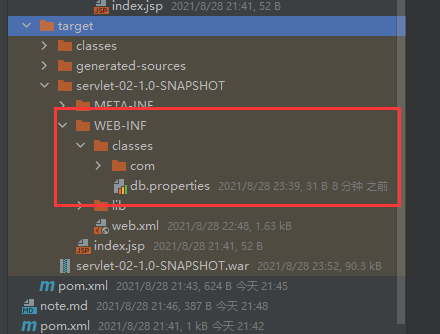 index.jsp 2021/8/28 21:41, 52 B
target
classes
generated-sources
servlet-02-1.0-SNAPSHOT
META-INF
WEB-INF
classes
com
db.properties 2021/8/28 23:39, 31 B 8 分钟 之前
lib
web.xml 2021/8/28 22:48, 1.63 kB
index.jsp 2021/8/28 21:41, 52 B
servlet-02-1.0-SNAPSHOT.war 2021/8/28 23:52, 90.3 kB
pom.xml 2021/8/28 21:43, 624 B 今天 21:45
note.md 2021/8/28 21:46, 387 B 今天 21:48
pom.xml 2021/8/28 21:41, 1 kB 今天 21:42